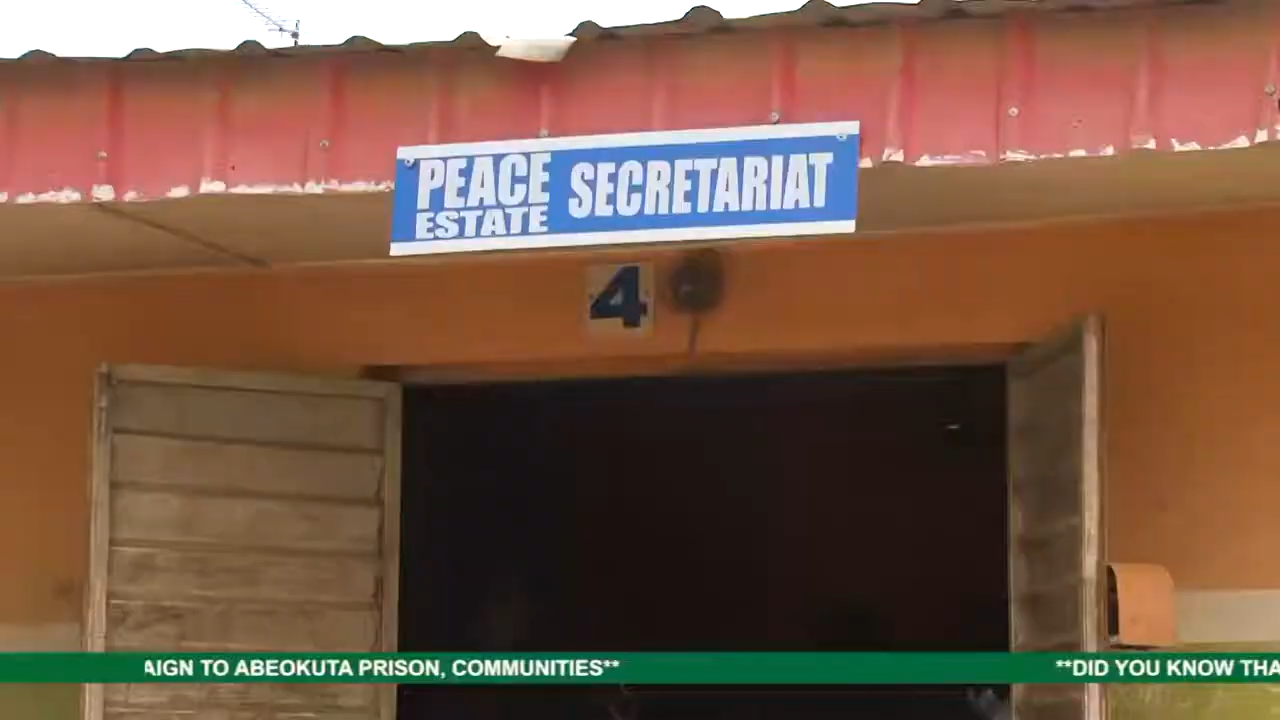 PEACE
ESTATE
SECRETARIAT
4
AIGN TO ABEOKUTA PRISON, COMMUNITIES** **DID YOU KNOW THA